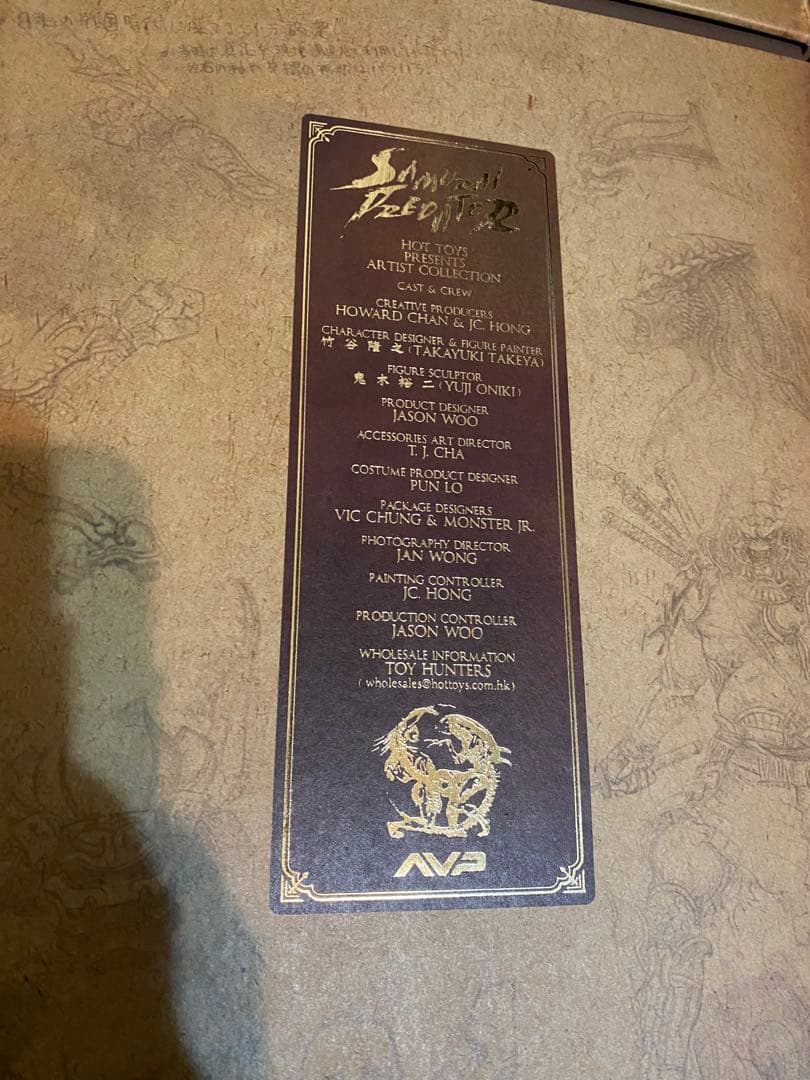 SAMURAI
PREDATOR
HOT TOYS
PRESENTS
ARTIST COLLECTION
CAST & CREW
CREATIVE PRODUCERS
HOWARD CHAN & JC. HONG
CHARACTER DESIGNER & FIGURE PAINTER
竹谷隆之 (TAKAYUKI TAKEYA)
FIGURE SCULPTOR
鬼木裕二 (YUJI ONIKI)
PRODUCT DESIGNER
JASON WOO
ACCESSORIES ART DIRECTOR
T. J. CHA
COSTUME PRODUCT DESIGNER
PUN LO
PACKAGE DESIGNERS
VIC CHUNG & MONSTER JR.
PHOTOGRAPHY DIRECTOR
JAN WONG
PAINTING CONTROLLER
JC. HONG
PRODUCTION CONTROLLER
JASON WOO
WHOLESALE INFORMATION
TOY HUNTERS
( wholesales@hottoys.com.hk )
AVP